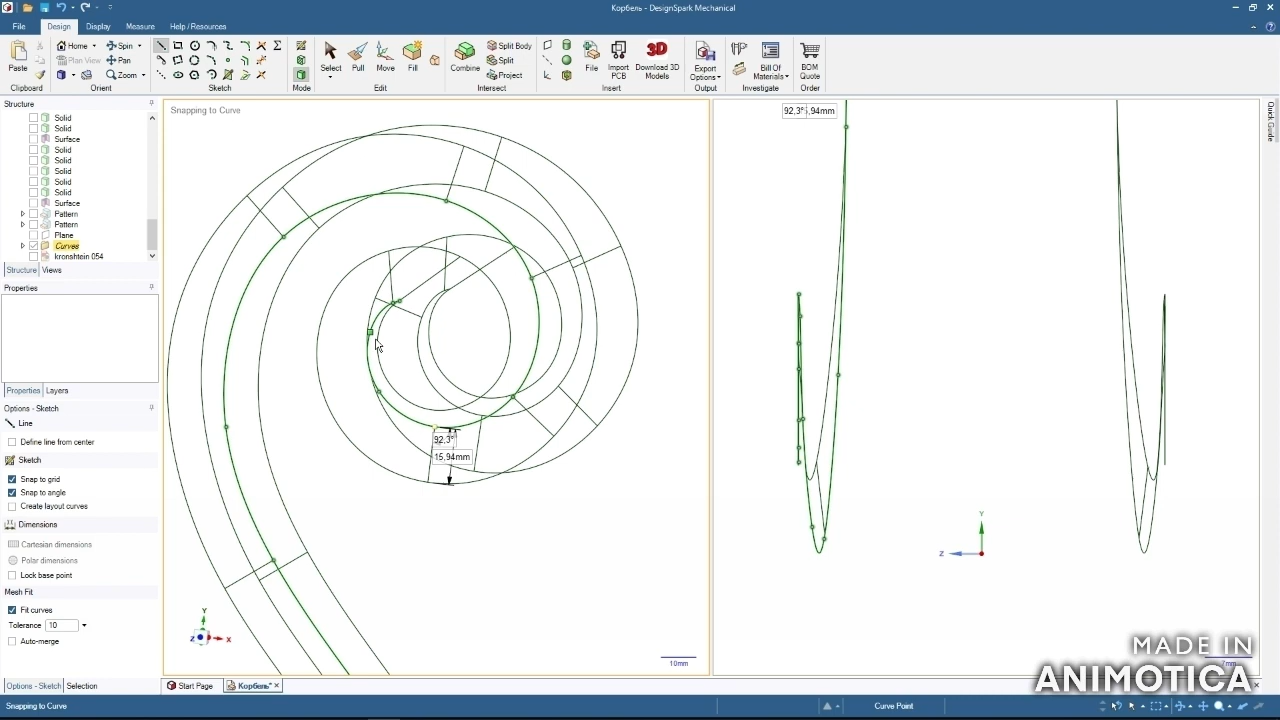 Корбель - DesignSpark Mechanical
File
Design
Display
Measure
Help / Resources
Paste
Home
Spin
Plan View
Pan
Zoom
Select
Pull
Move
Fill
Combine
Split Body
Split
Project
File
Import PCB
Download 3D Models
Export Options
Bill Of Materials
BOM Quote
Clipboard
Orient
Sketch
Mode
Edit
Intersect
Insert
Output
Investigate
Order
Structure
Solid
Solid
Surface
Solid
Solid
Solid
Solid
Solid
Surface
Pattern
Pattern
Plane
Curves
kronshtein 054
Structure
Views
Properties
Properties
Layers
Options - Sketch
Line
Define line from center
Sketch
Snap to grid
Snap to angle
Create layout curves
Dimensions
Cartesian dimensions
Polar dimensions
Lock base point
Mesh Fit
Fit curves
Tolerance 10
Auto-merge
Options - Sketch
Selection
Snapping to Curve
92,3°
15,94mm
Y
Z
X
10mm
92,3°
,94mm
Y
Z
7mm
Quick Guide
Start Page
Корбель*
Snapping to Curve
Curve Point
MADE IN
ANIMOTICA